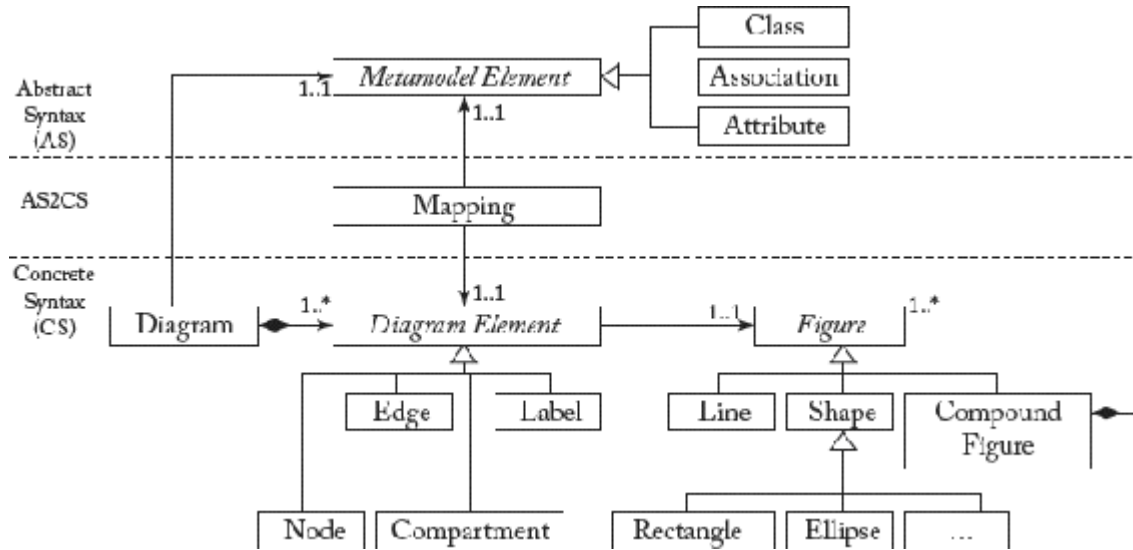 Class
Metamodel Element
1..1
Association
Abstract
Syntax
(AS)
1..1
Attribute
AS2CS
Mapping
Concrete
Syntax
(CS)
1..*
1..1
1..1
1..*
Diagram
Diagram Element
Figure
Edge
Label
Line
Shape
Compound
Figure
Node
Compartment
Rectangle
Ellipse
...